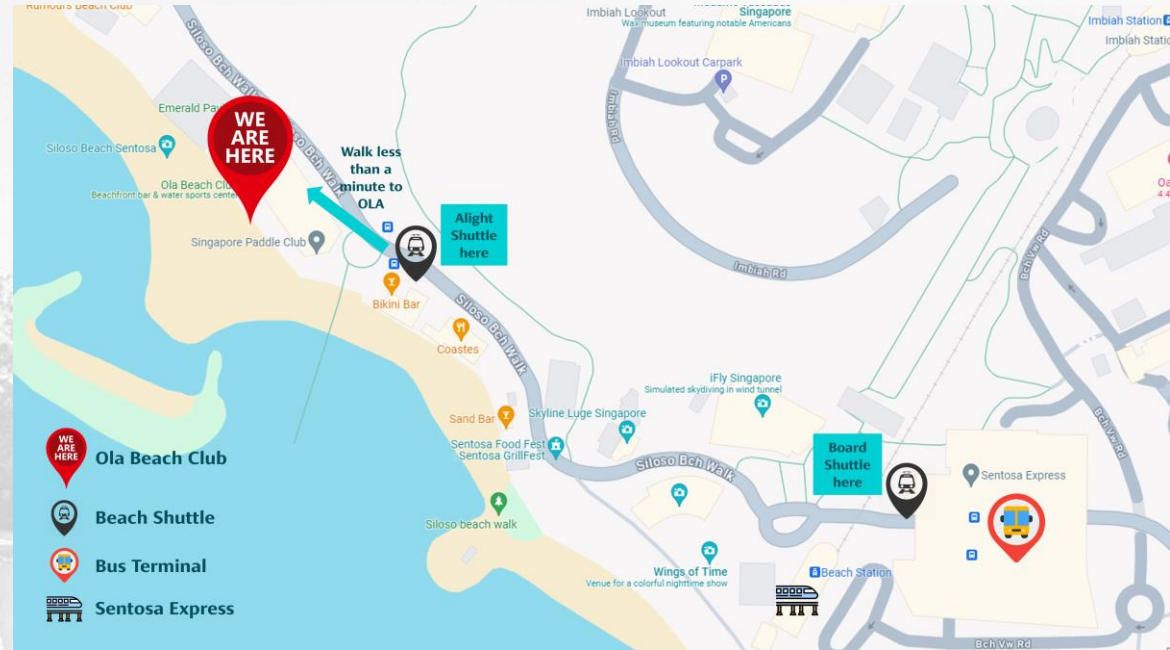 Rumours Beach Club
Siloso Bch Walk
Imbiah Lookout
Singapore
Wax museum featuring notable Americans
Imbiah Station
Imbiah Lookout Carpark
Imbiah Rd
Emerald
WE
ARE
HERE
Siloso Bch Walk
Siloso Beach Sentosa
Walk less
than a
minute to
OLA
Ola Beach
Beachfront bar & water sports center
Singapore Paddle Club
Alight
Shuttle
here
Imbiah Rd
Bch Vw Rd
Bikini Bar
Siloso Bch Walk
Coastes
iFly Singapore
Simulated skydiving in wind tunnel
Sand Bar
Skyline Luge Singapore
Sentosa Food Fest
Sentosa GrillFest
Siloso Bch Walk
Board
Shuttle
here
Sentosa Express
Bch Vw Rd
Siloso beach walk
Wings of Time
Venue for a colorful nighttime show
Beach Station
Bch Vw Rd
WE
ARE
HERE
Ola Beach Club
Beach Shuttle
Bus Terminal
Sentosa Express